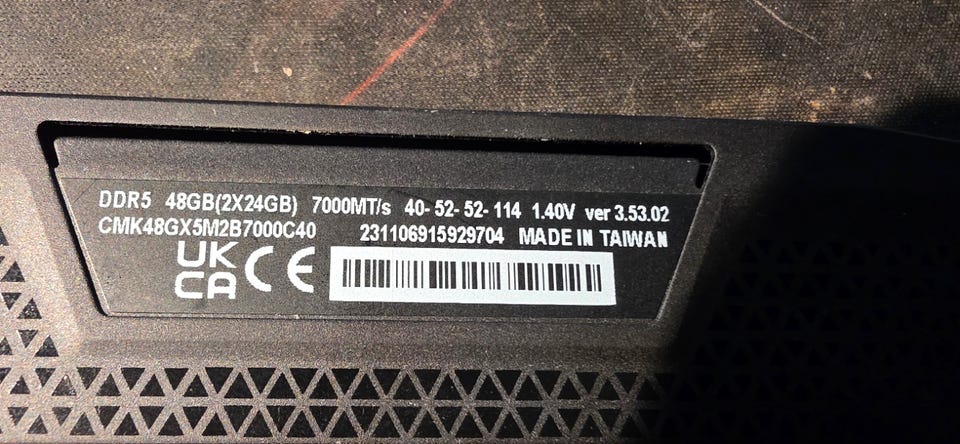 DDR5 48GB(2X24GB) 7000MT/s 40-52-52-114 1.40V ver 3.53.02
CMK48GX5M2B7000C40 231106915929704 MADE IN TAIWAN
UK
CA CE